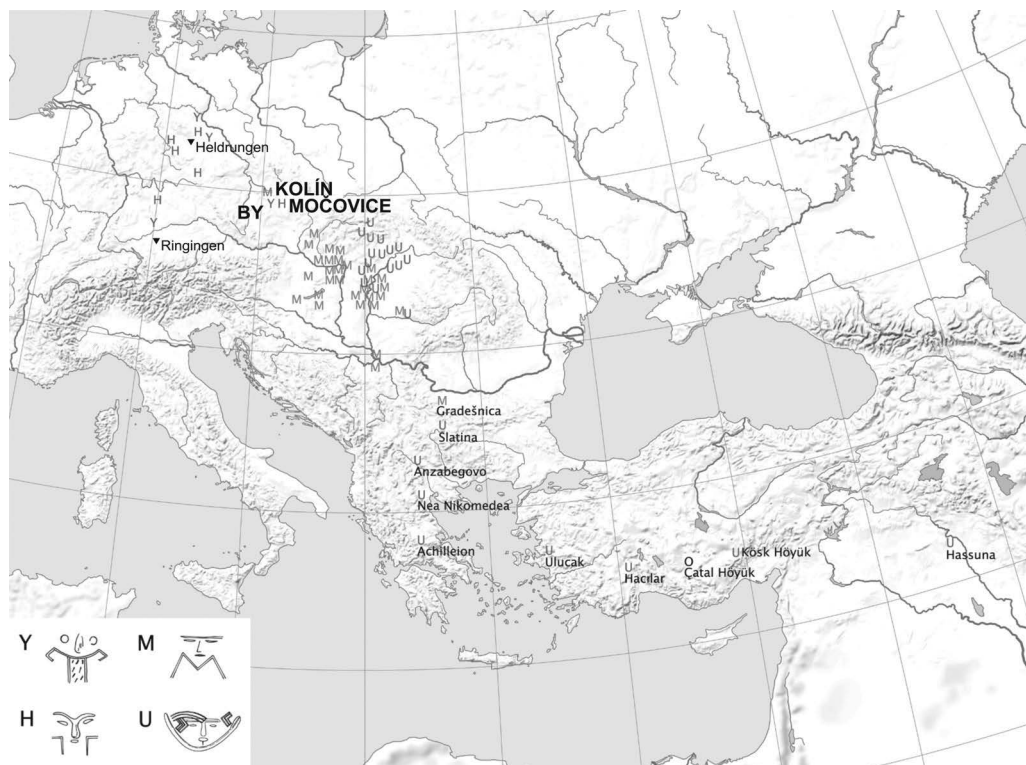 Y
H
H Y
Heldrungen
H
H
M KOLÍN
H
Y H MOČOVICE
BY
Y
U
M U U
Ringingen
M U
M M U U
U U U
M M M M U U U
M M U M
M M M U M M
M M M
M M M M M
M M M M U
M
M
M
Gradešnica
U
Slatina
U
Anzabegovo
U
Nea Nikomedea
U
Achilleion
U
Ulucak
U
Hacılar
O
Çatal Höyük
U
Kösk Höyük
U
Hassuna
Y M
H U